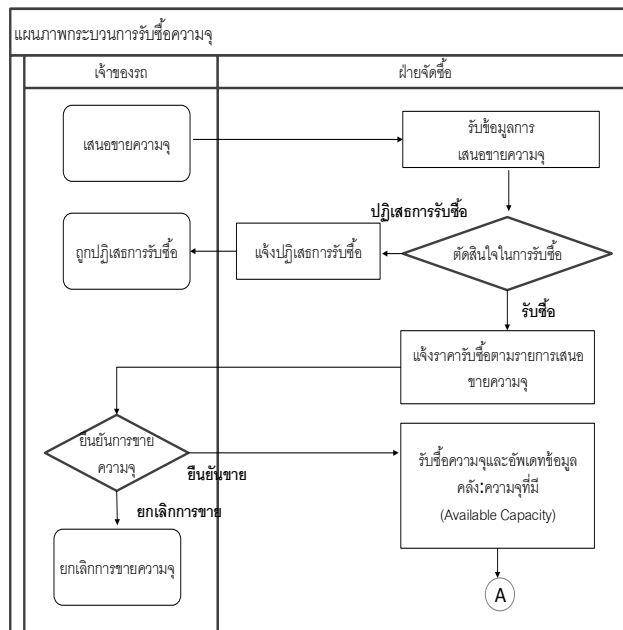 แผนภาพกระบวนการรับซื้อความจุ
เจ้าของรถ
ฝ่ายจัดซื้อ
เสนอขายความจุ
รับข้อมูลการ
เสนอขายความจุ
ปฏิเสธการรับซื้อ
ถูกปฏิเสธการรับซื้อ
แจ้งปฏิเสธการรับซื้อ
ตัดสินใจในการรับซื้อ
รับซื้อ
แจ้งราคารับซื้อตามรายการเสนอ
ขายความจุ
ยืนยันการขาย
ความจุ
ยืนยันขาย
รับซื้อความจุและอัพเดทข้อมูล
คลัง:ความจุที่มี
(Available Capacity)
ยกเลิกการขาย
ยกเลิกการขายความจุ
A